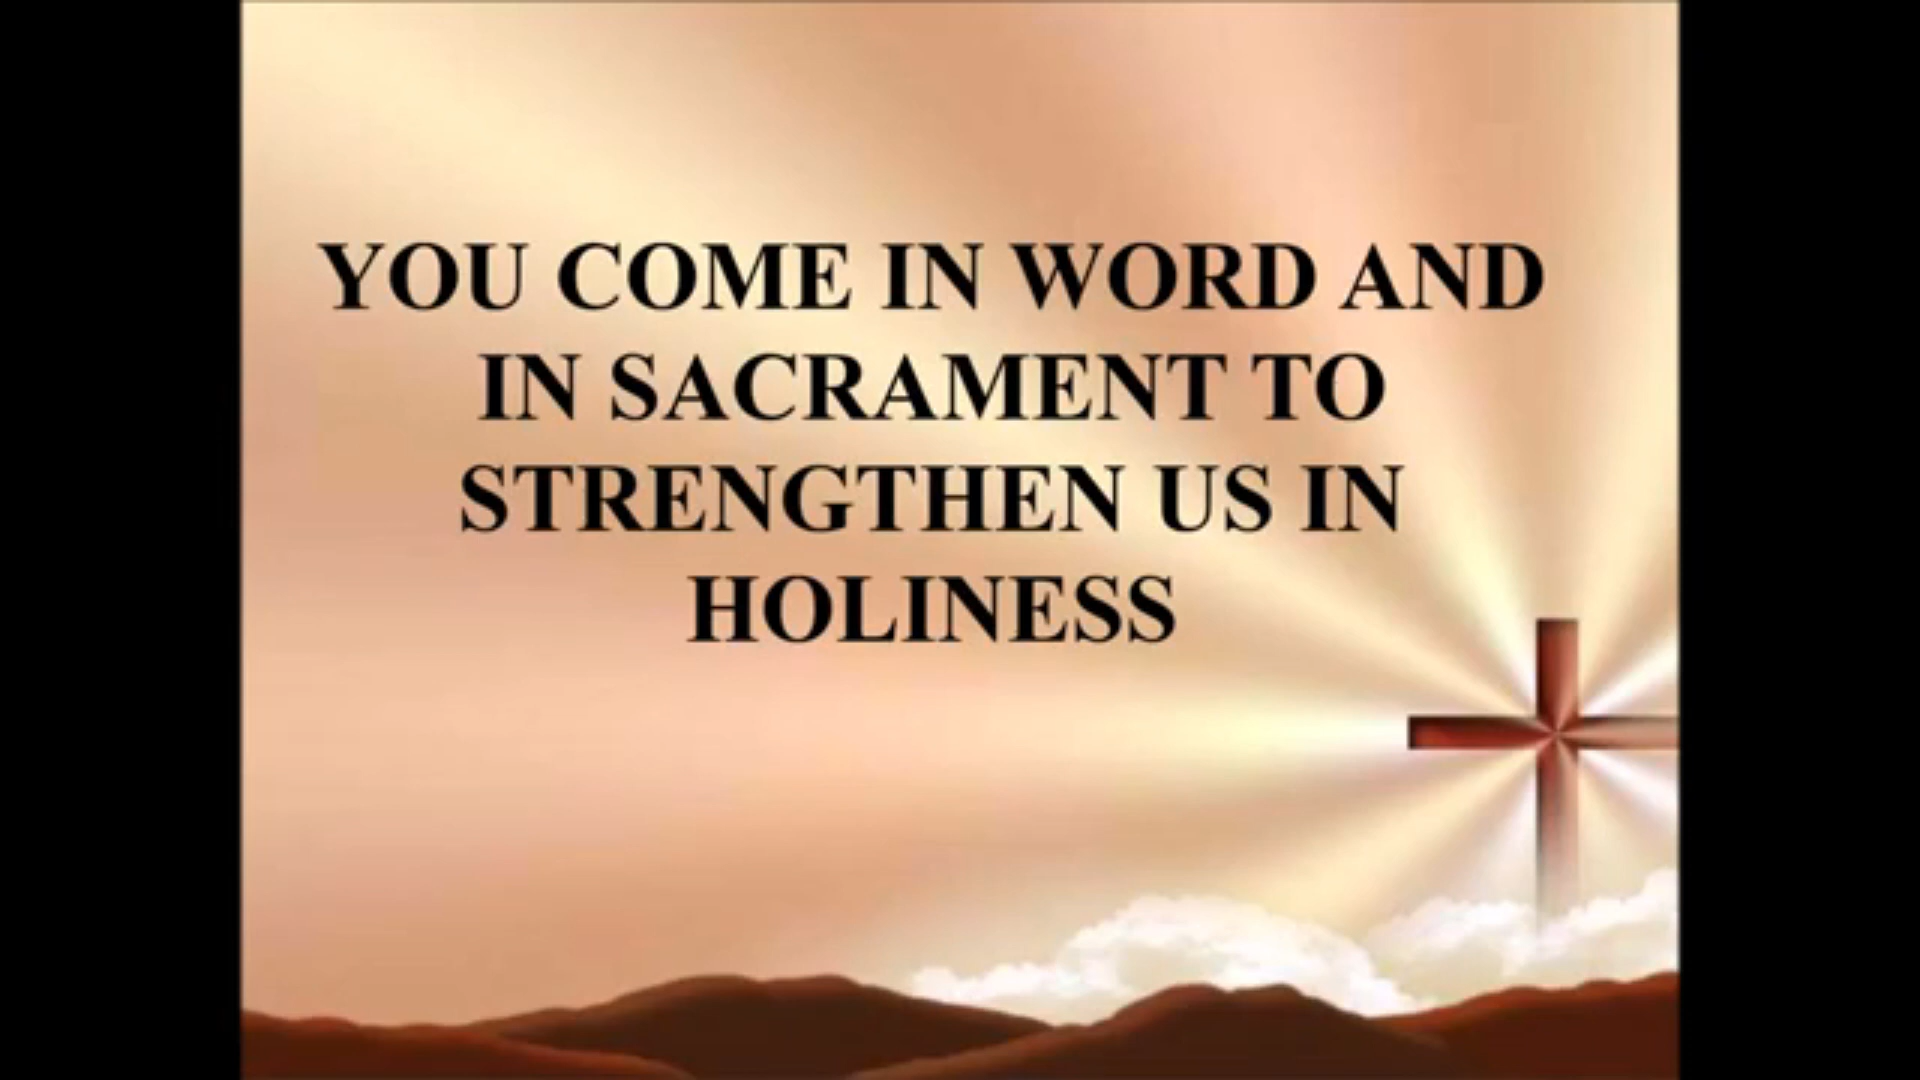 YOU COME IN WORD AND
IN SACRAMENT TO
STRENGTHEN US IN
HOLINESS